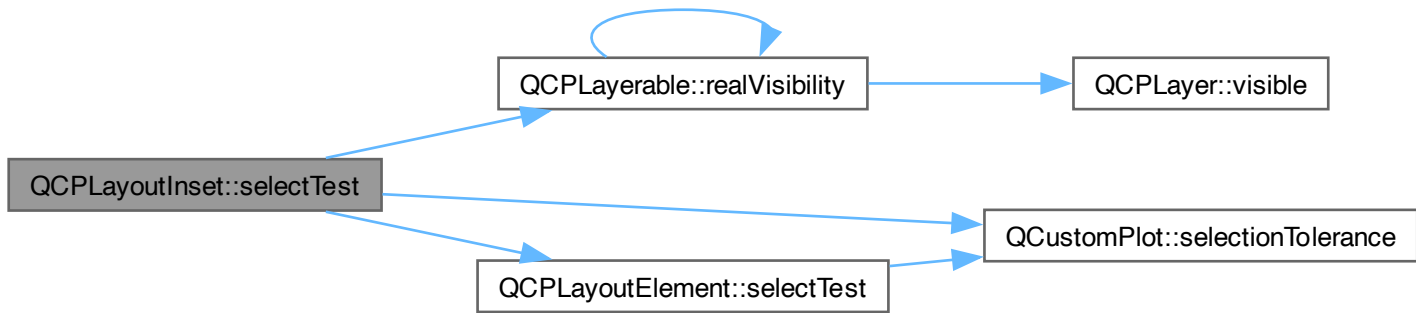 QCPLayerable::realVisibility
QCPLayer::visible
QCPLayoutInset::selectTest
QCustomPlot::selectionTolerance
QCPLayoutElement::selectTest